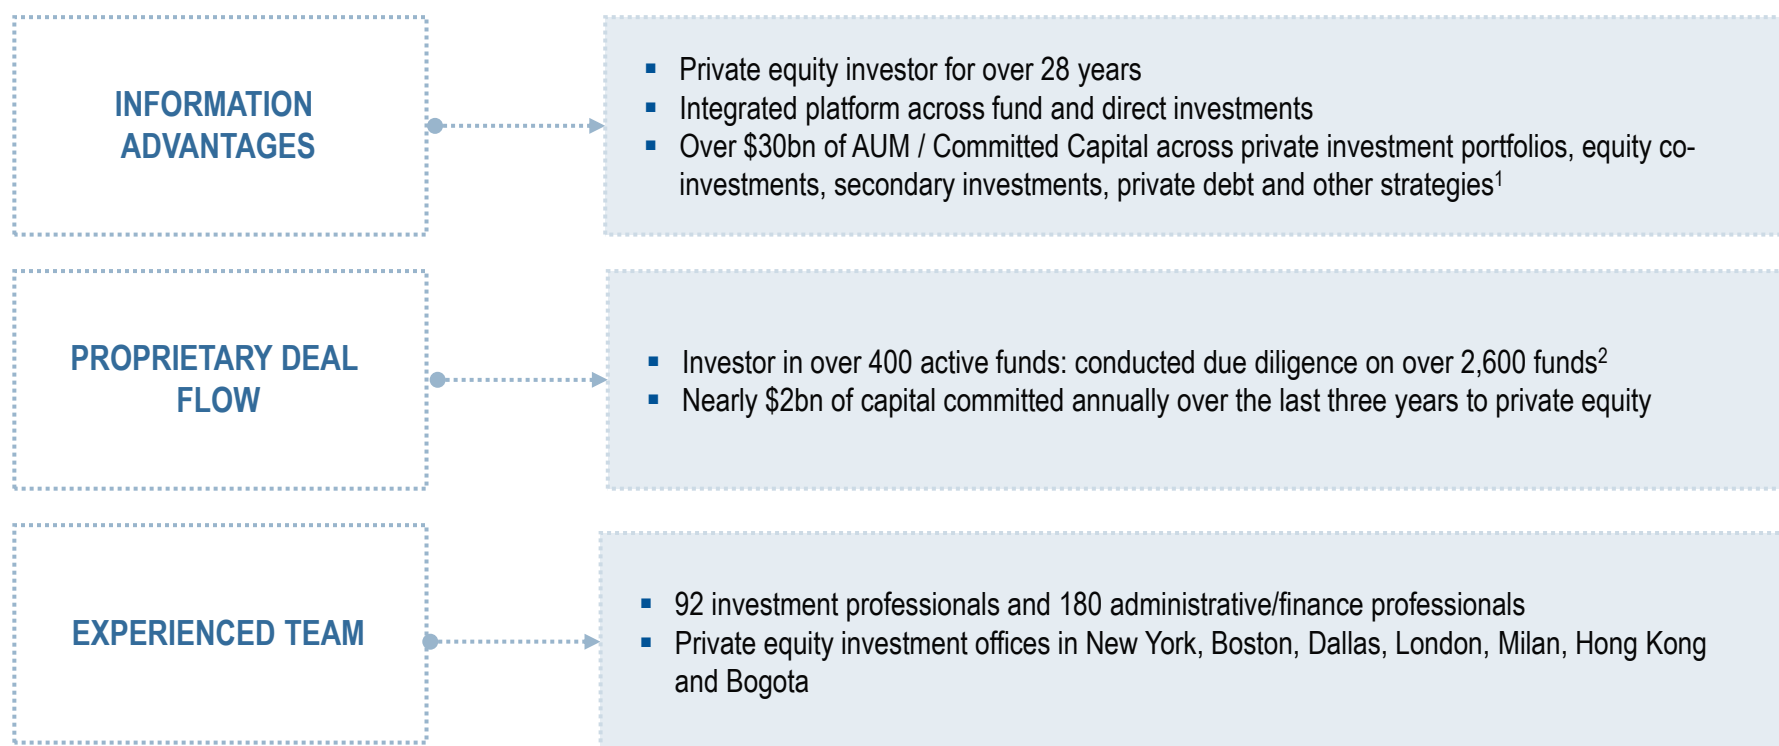 INFORMATION
ADVANTAGES
▪ Private equity investor for over 28 years
▪ Integrated platform across fund and direct investments
▪ Over $30bn of AUM / Committed Capital across private investment portfolios, equity co-
investments, secondary investments, private debt and other strategies¹
PROPRIETARY DEAL
FLOW
▪ Investor in over 400 active funds: conducted due diligence on over 2,600 funds²
▪ Nearly $2bn of capital committed annually over the last three years to private equity
EXPERIENCED TEAM
▪ 92 investment professionals and 180 administrative/finance professionals
▪ Private equity investment offices in New York, Boston, Dallas, London, Milan, Hong Kong
and Bogota